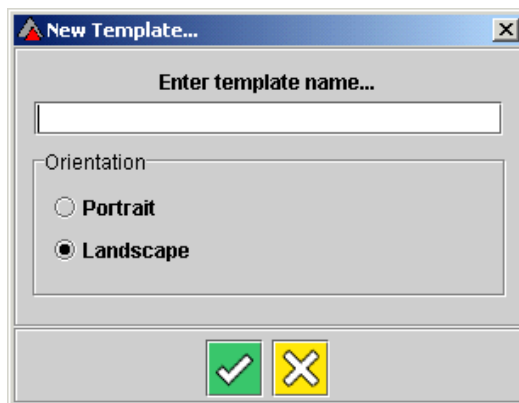 New Template...
Enter template name...
Orientation
Portrait
Landscape